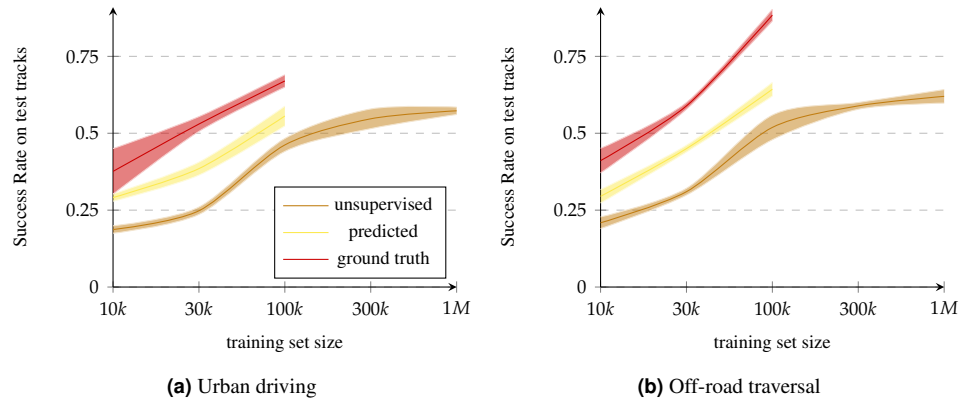 Success Rate on test tracks
0.75
0.5
0.25
0
10k 30k 100k 300k 1M
training set size
unsupervised
predicted
ground truth
(a) Urban driving
Success Rate on test tracks
0.75
0.5
0.25
0
10k 30k 100k 300k 1M
training set size
(b) Off-road traversal